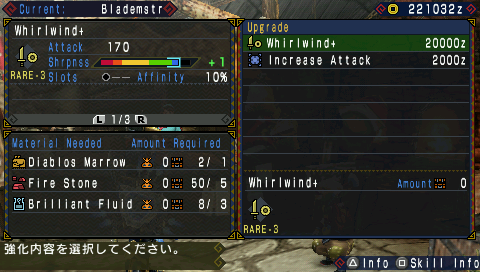 Current: Blademstr
221032z
Whirlwind+
Attack 170
Shrpnss +1
RARE-3
Slots Affinity 10%
L 1/3 R
Material Needed Amount Required
Diablos Marrow 0 2/ 1
Fire Stone 0 50/ 5
Brilliant Fluid 0 8/ 3
Upgrade
Whirlwind+ 20000z
Increase Attack 2000z
Whirlwind+ Amount 0
RARE-3
強化内容を選択してください。
Info Skill Info